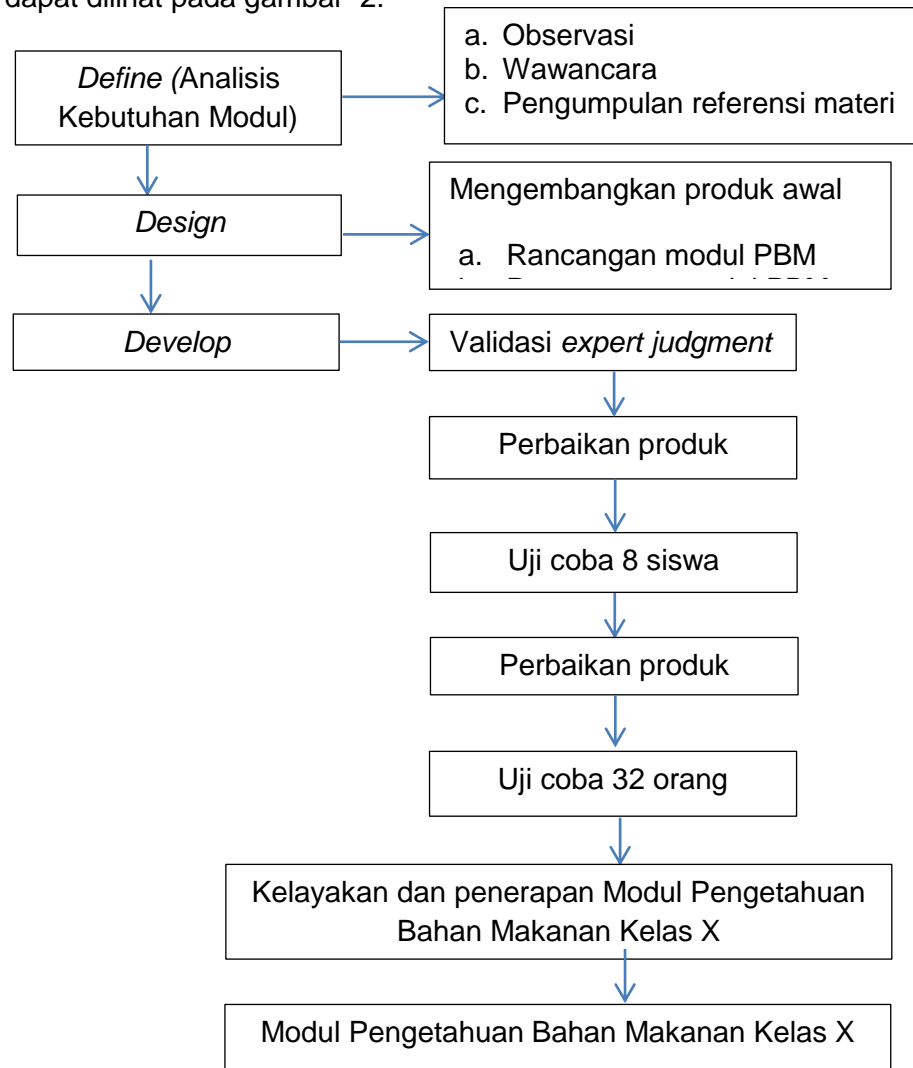 dapat dilihat pada gambar 2.
Define (Analisis
Kebutuhan Modul)
a. Observasi
b. Wawancara
c. Pengumpulan referensi materi
Design
Mengembangkan produk awal
a. Rancangan modul PBM
Develop
Validasi expert judgment
Perbaikan produk
Uji coba 8 siswa
Perbaikan produk
Uji coba 32 orang
Kelayakan dan penerapan Modul Pengetahuan
Bahan Makanan Kelas X
Modul Pengetahuan Bahan Makanan Kelas X